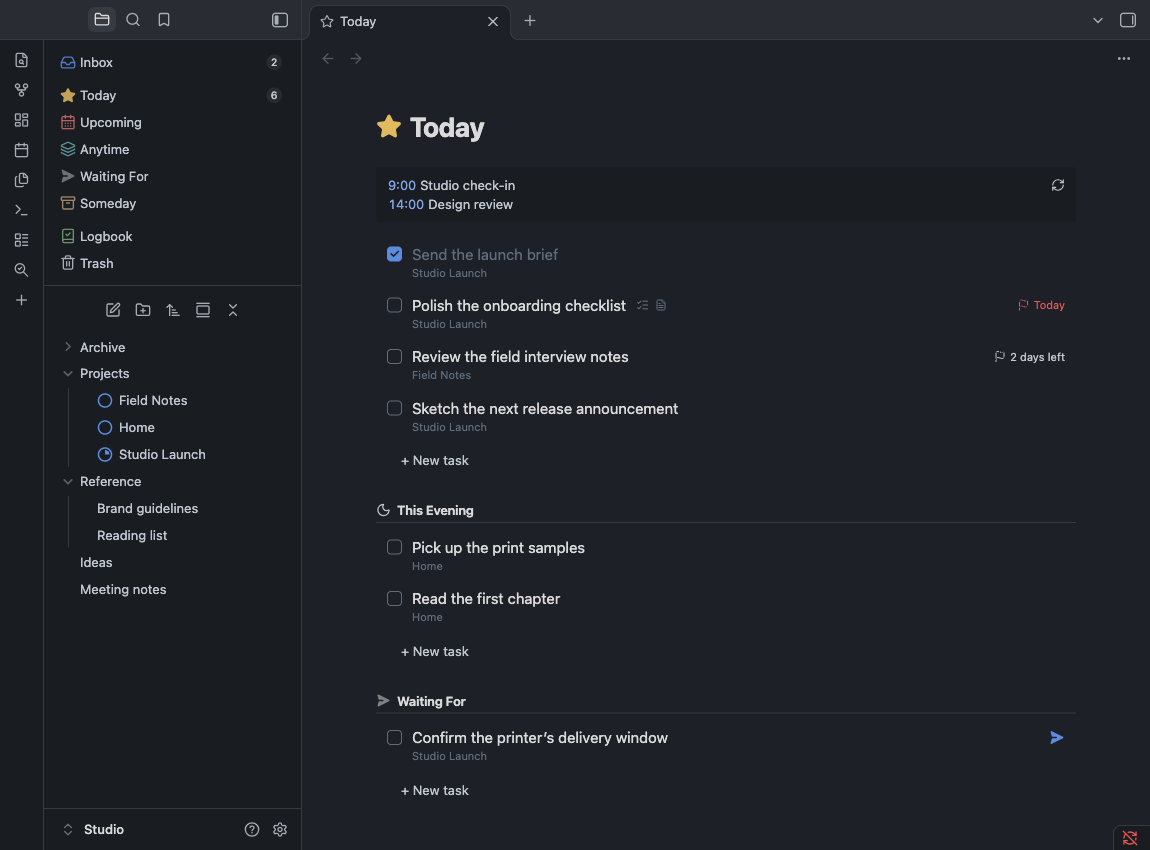 Today
Inbox 2
Today 6
Upcoming
Anytime
Waiting For
Someday
Logbook
Trash
Archive
Projects
Field Notes
Home
Studio Launch
Reference
Brand guidelines
Reading list
Ideas
Meeting notes
Studio
Today
9:00 Studio check-in
14:00 Design review
Send the launch brief
Studio Launch
Polish the onboarding checklist Today
Studio Launch
Review the field interview notes 2 days left
Field Notes
Sketch the next release announcement
Studio Launch
+ New task
This Evening
Pick up the print samples
Home
Read the first chapter
Home
+ New task
Waiting For
Confirm the printer’s delivery window
Studio Launch
+ New task